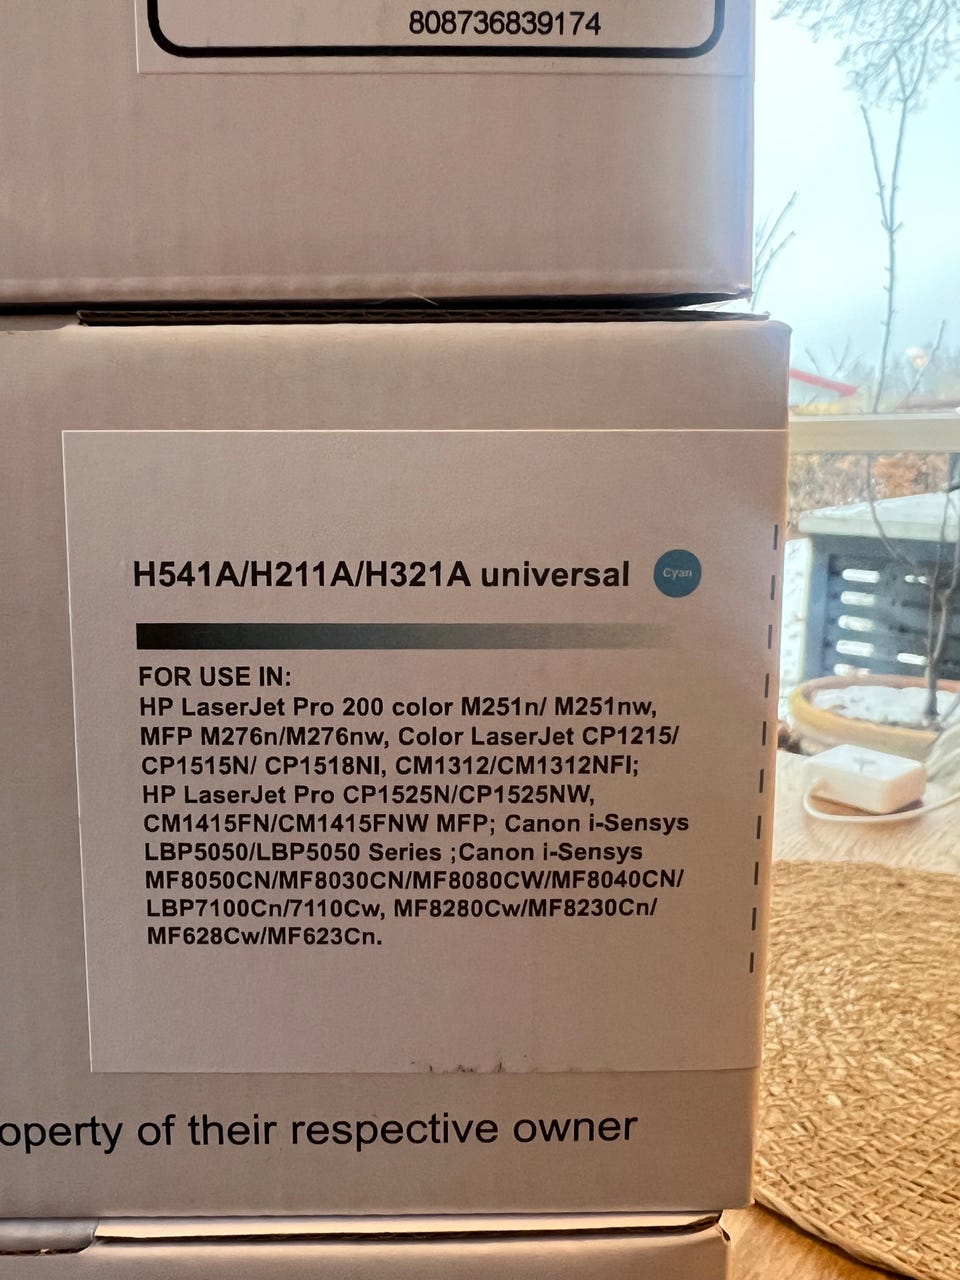 808736839174
H541A/H211A/H321A universal Cyan
FOR USE IN:
HP LaserJet Pro 200 color M251n/ M251nw,
MFP M276n/M276nw, Color LaserJet CP1215/
CP1515N/ CP1518NI, CM1312/CM1312NFI;
HP LaserJet Pro CP1525N/CP1525NW,
CM1415FN/CM1415FNW MFP; Canon i-Sensys
LBP5050/LBP5050 Series ;Canon i-Sensys
MF8050CN/MF8030CN/MF8080CW/MF8040CN/
LBP7100Cn/7110Cw, MF8280Cw/MF8230Cn/
MF628Cw/MF623Cn.
operty of their respective owner